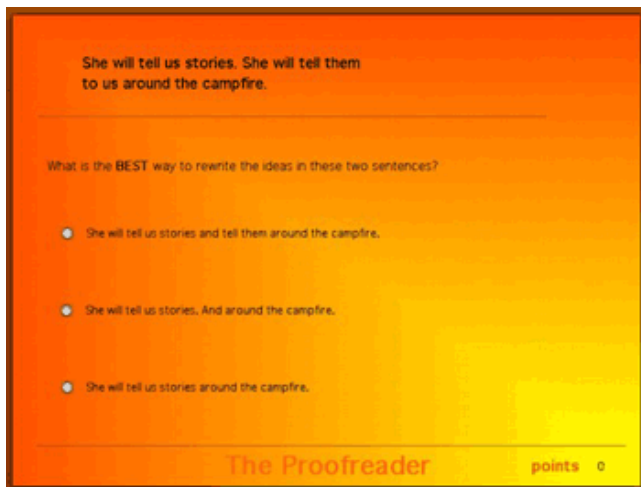 She will tell us stories. She will tell them
to us around the campfire.
What is the BEST way to rewrite the ideas in these two sentences?
She will tell us stories and tell them around the campfire.
She will tell us stories. And around the campfire.
She will tell us stories around the campfire.
The Proofreader
points 0